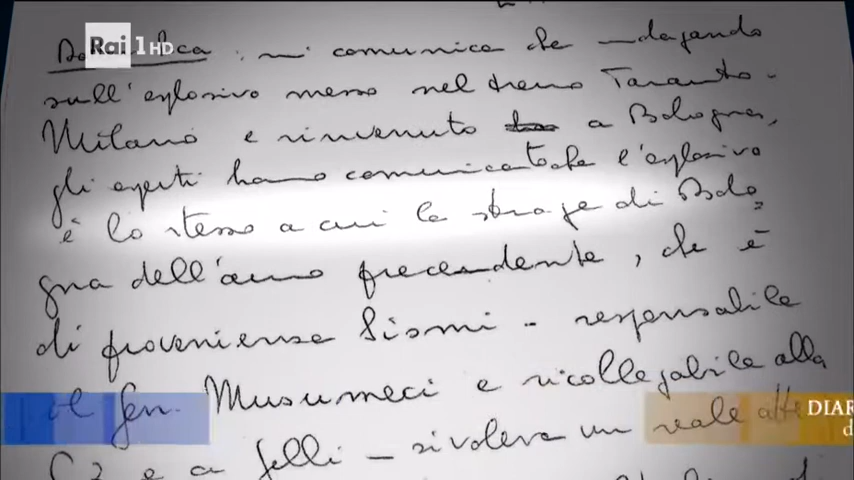 Rai 1 HD
: mi comunica che indagando
sull'esplosivo messo nel treno Taranto-
Milano e rinvenuto a Bologna,
gli esperti hanno comunicato che l'esplosivo
è lo stesso a cui la strage di Bolo=
gna dell'anno precedente, che è
di provenienza Sismi - responsabile
il Gen. Musumeci e ricollegabile alla
e a Gelli - si voleva un reale
DIAR
d